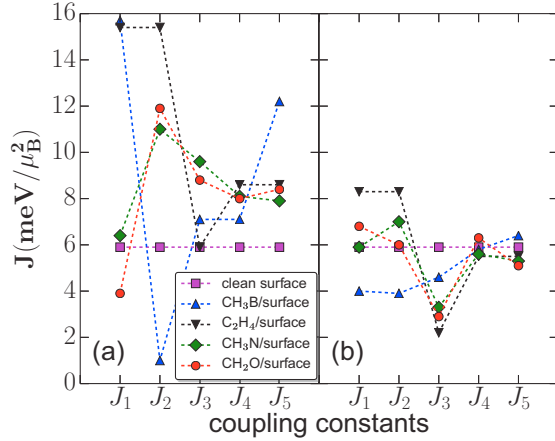 16
14
12
10
8
6
4
2
0
J(meV/μ_B^2)
clean surface
CH₃B/surface
C₂H₄/surface
CH₃N/surface
CH₂O/surface
(a)
(b)
J₁ J₂ J₃ J₄ J₅ J₁ J₂ J₃ J₄ J₅
coupling constants